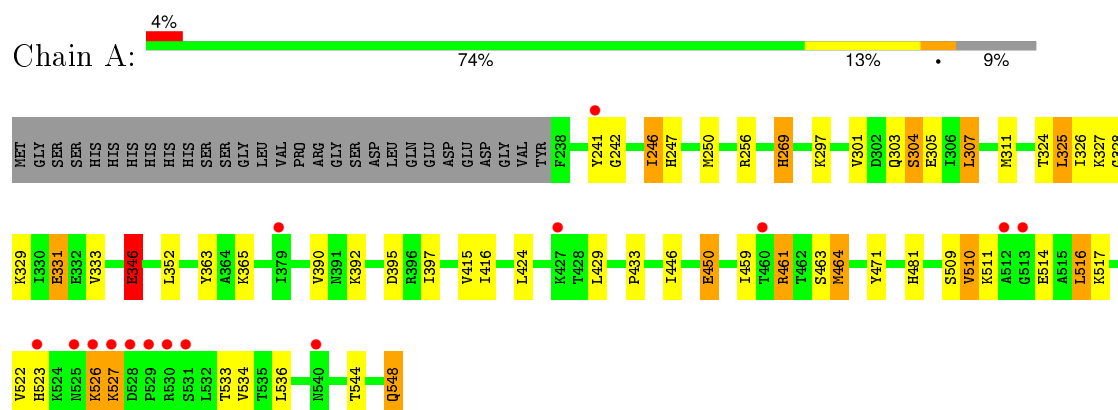 4%
Chain A:
74% 13% • 9%
MET GLY SER SER HIS HIS HIS HIS HIS HIS SER SER GLY LEU VAL PRO ARG GLY SER ASP LEU GLN GLU ASP GLU ASP GLY VAL TYR F238 Y241 G242 I246 H247 M250 R256 H269 K297 V301 D302 Q303 S304 E305 I306 L307 M311 T324 L325 I326 K327 G328
K329 I330 E331 E332 V333 E346 L352 Y363 A364 K365 I379 V390 N391 K392 D395 R396 I397 V415 I416 L424 K427 T428 L429 P433 I446 E450 I459 T460 R461 T462 S463 M464 Y471 H481 S509 V510 K511 A512 G513 E514 A515 L516 K517
V522 H523 K524 N525 K526 K527 D528 P529 R530 S531 L532 T533 V534 T535 L536 N540 T544 Q548